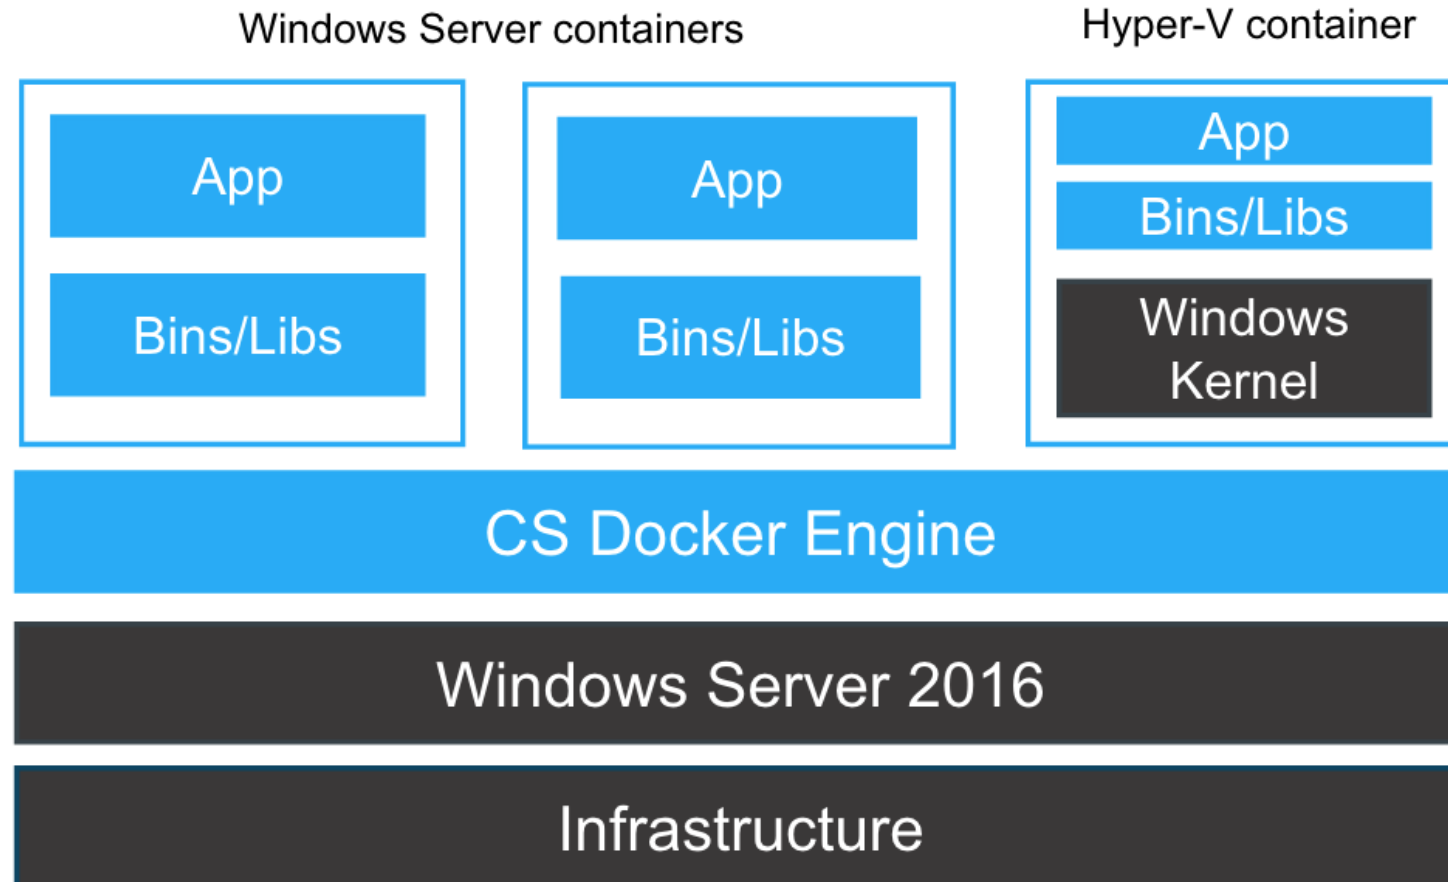 Windows Server containers
Hyper-V container
App
Bins/Libs
App
Bins/Libs
App
Bins/Libs
Windows
Kernel
CS Docker Engine
Windows Server 2016
Infrastructure